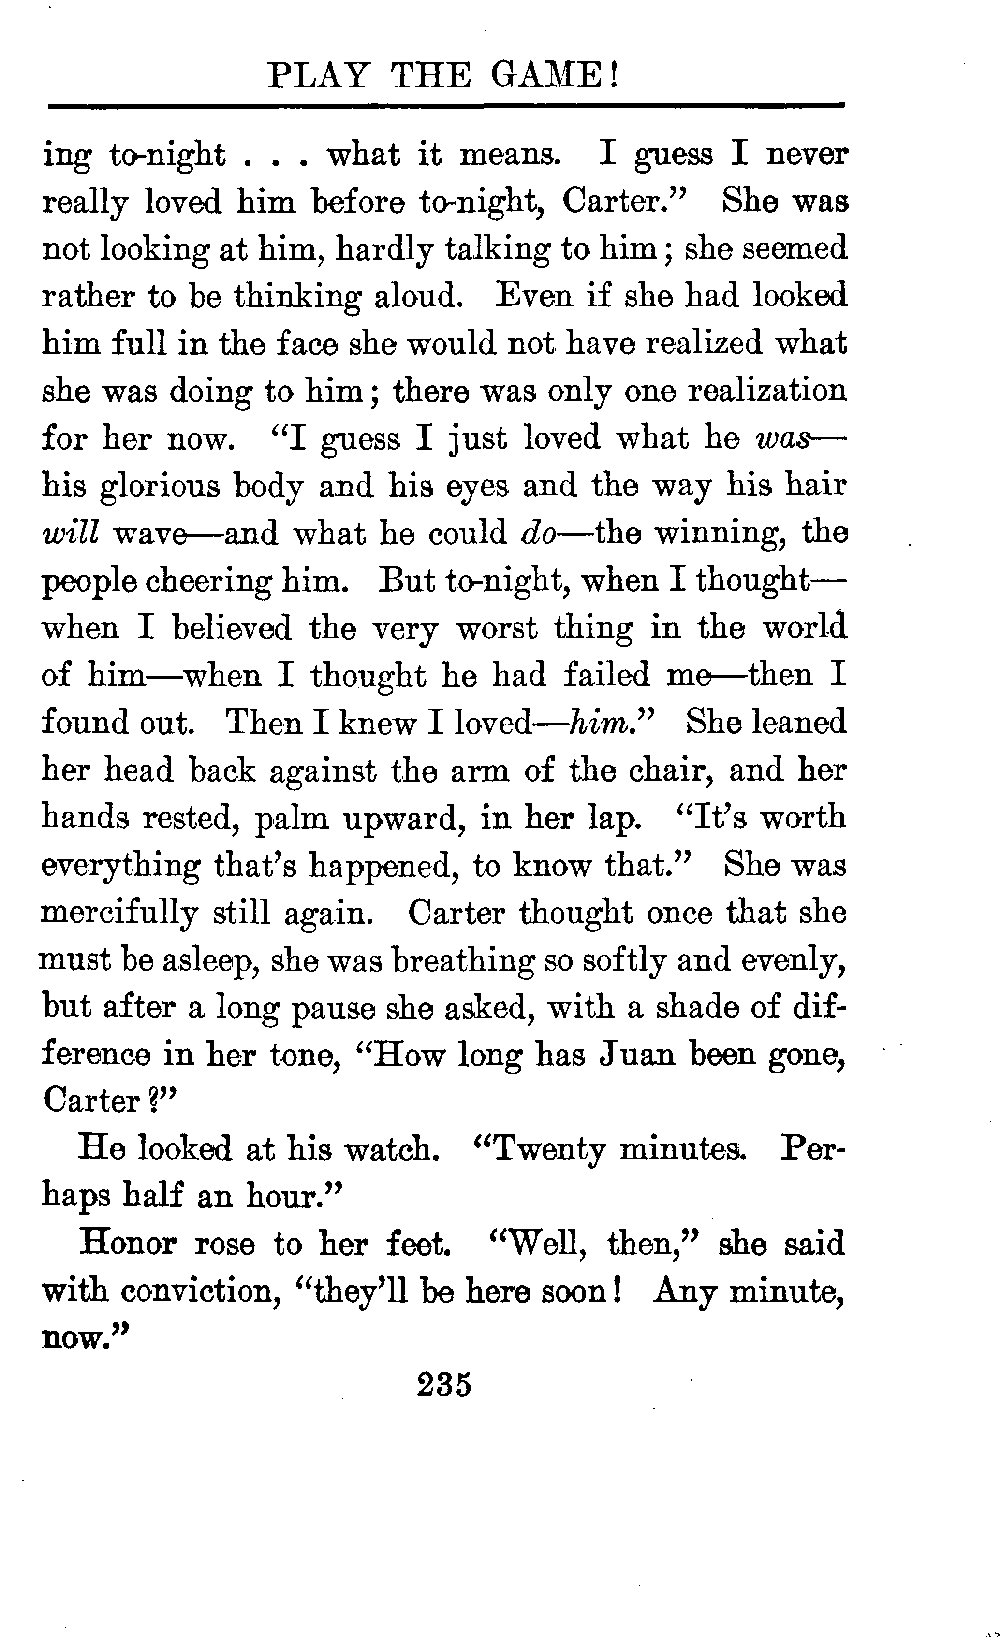 PLAY THE GAME!
ing to-night . . . what it means. I guess I never
really loved him before to-night, Carter.” She was
not looking at him, hardly talking to him; she seemed
rather to be thinking aloud. Even if she had looked
him full in the face she would not have realized what
she was doing to him; there was only one realization
for her now. “I guess I just loved what he was—
his glorious body and his eyes and the way his hair
will wave—and what he could do—the winning, the
people cheering him. But to-night, when I thought—
when I believed the very worst thing in the world
of him—when I thought he had failed me—then I
found out. Then I knew I loved—him.” She leaned
her head back against the arm of the chair, and her
hands rested, palm upward, in her lap. “It’s worth
everything that’s happened, to know that.” She was
mercifully still again. Carter thought once that she
must be asleep, she was breathing so softly and evenly,
but after a long pause she asked, with a shade of dif-
ference in her tone, “How long has Juan been gone,
Carter?”
He looked at his watch. “Twenty minutes. Per-
haps half an hour.”
Honor rose to her feet. “Well, then,” she said
with conviction, “they’ll be here soon! Any minute,
now.”
235